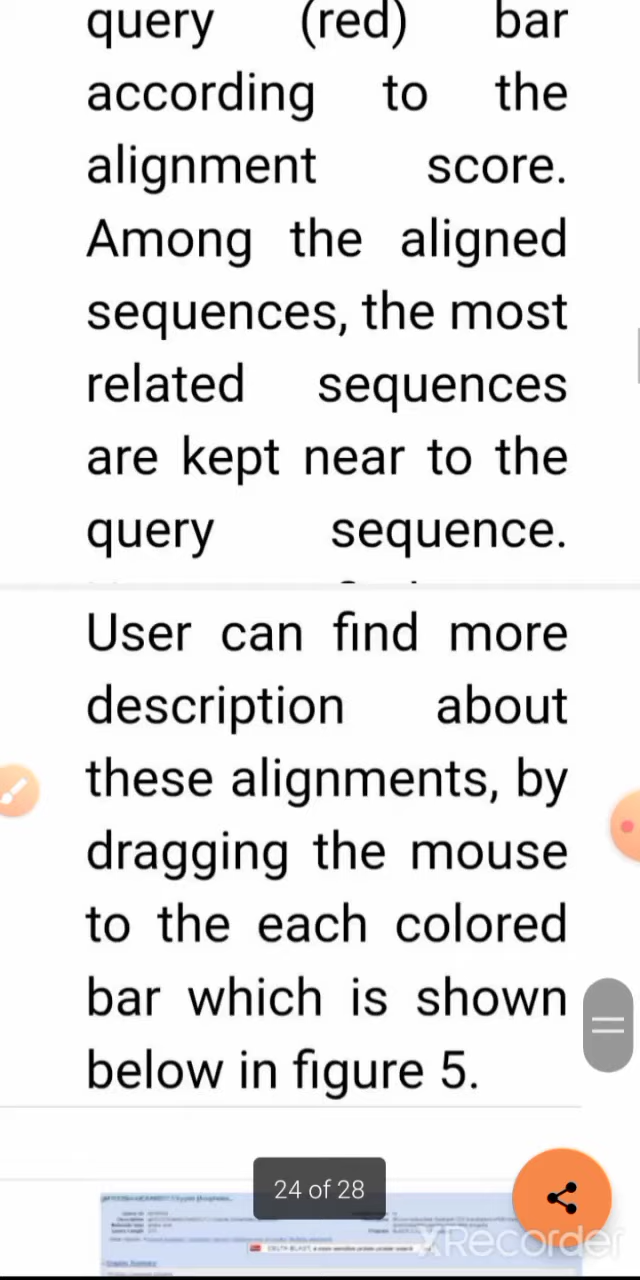 query (red) bar
according to the
alignment score.
Among the aligned
sequences, the most
related sequences
are kept near to the
query sequence.
User can find more
description about
these alignments, by
dragging the mouse
to the each colored
bar which is shown
below in figure 5.
24 of 28
XRecorder